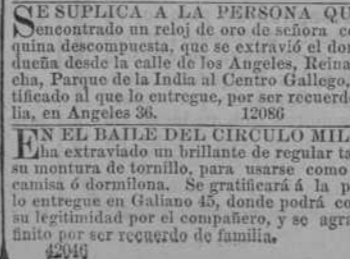 SE SUPLICA A LA PERSONA QU
encontrado un reloj de oro de señora c
quina descompuesta, que se extravió el do
dueña desde la calle de los Angeles, Reina
cha, Parque de la India al Centro Gallego,
tificado al que lo entregue, por ser recuerd
lia, en Angeles 36. 12086
EN EL BAILE DEL CIRCULO MIL
ha extraviado un brillante de regular ta
su montura de tornillo, para usarse como
camisa ó dormilona. Se gratificará á la p
lo entregue en Galiano 45, donde podrá co
su legitimidad por el compañero, y se agra
finito por ser recuerdo de familia.
42046